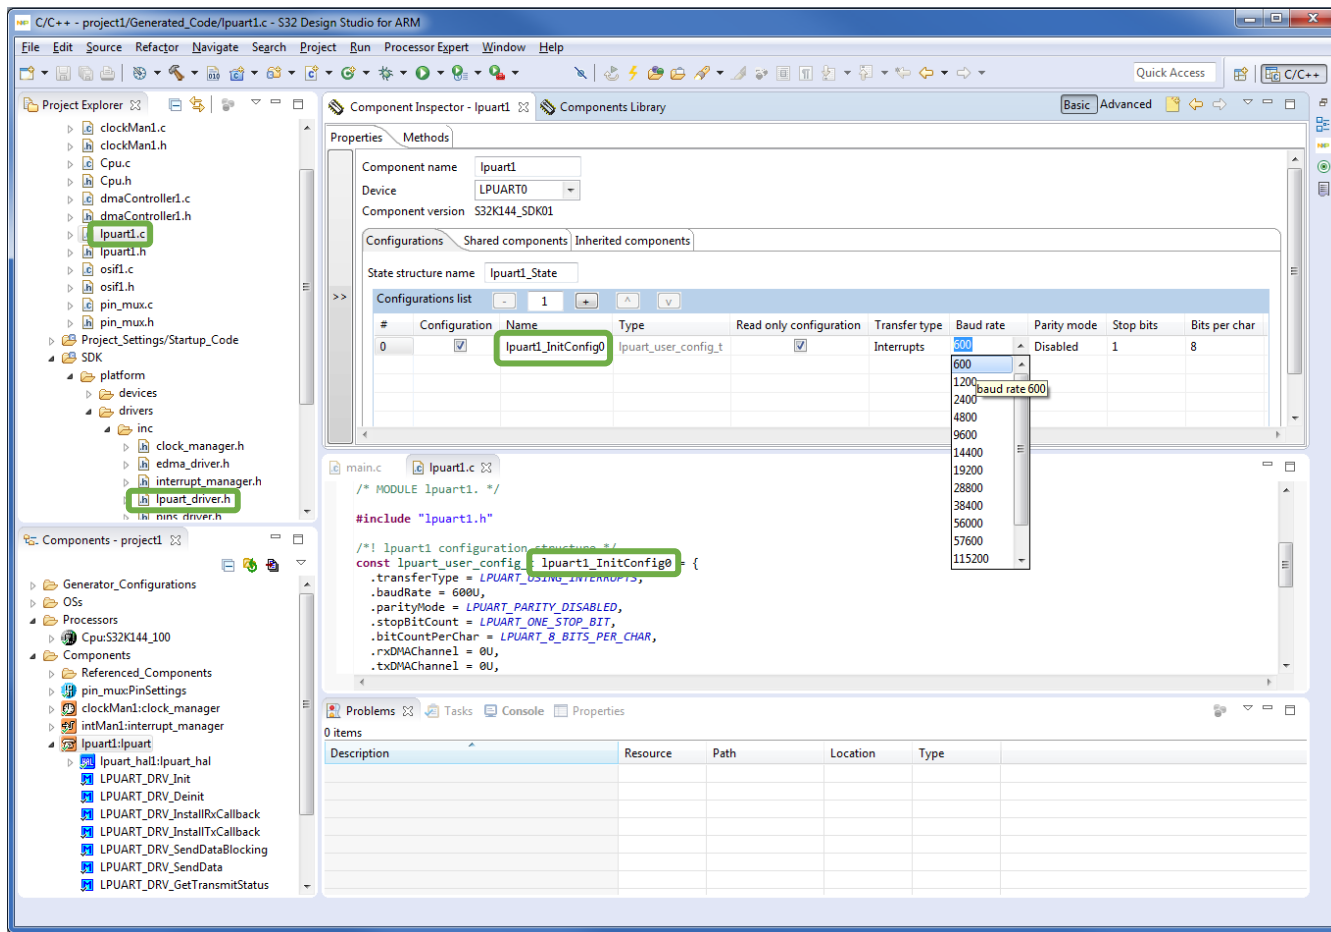 C/C++ - project1/Generated_Code/lpuart1.c - S32 Design Studio for ARM
File Edit Source Refactor Navigate Search Project Run Processor Expert Window Help
Quick Access
C/C++
Project Explorer
clockMan1.c
clockMan1.h
Cpu.c
Cpu.h
dmaController1.c
dmaController1.h
lpuart1.c
lpuart1.h
osif1.c
osif1.h
pin_mux.c
pin_mux.h
Project_Settings/Startup_Code
SDK
platform
devices
drivers
inc
clock_manager.h
edma_driver.h
interrupt_manager.h
lpuart_driver.h
pins_driver.h
Components - project1
Generator_Configurations
OSs
Processors
Cpu:S32K144_100
Components
Referenced_Components
pin_mux:PinSettings
clockMan1:clock_manager
intMan1:interrupt_manager
lpuart1:lpuart
lpuart_hal1:lpuart_hal
LPUART_DRV_Init
LPUART_DRV_Deinit
LPUART_DRV_InstallRxCallback
LPUART_DRV_InstallTxCallback
LPUART_DRV_SendDataBlocking
LPUART_DRV_SendData
LPUART_DRV_GetTransmitStatus
Component Inspector - lpuart1 Components Library
Basic Advanced
Properties Methods
>>
Component name lpuart1
Device LPUART0
Component version S32K144_SDK01
Configurations Shared components Inherited components
State structure name lpuart1_State
Configurations list - 1 +
# Configuration Name Type Read only configuration Transfer type Baud rate Parity mode Stop bits Bits per char
0 lpuart1_InitConfig0 lpuart_user_config_t Interrupts 600 Disabled 1 8
600
1200
baud rate 600
2400
4800
9600
14400
19200
28800
38400
56000
57600
115200
main.c lpuart1.c
/* MODULE lpuart1. */
#include "lpuart1.h"
/*! lpuart1 configuration structure */
const lpuart_user_config_t lpuart1_InitConfig0 = {
.transferType = LPUART_USING_INTERRUPTS,
.baudRate = 600U,
.parityMode = LPUART_PARITY_DISABLED,
.stopBitCount = LPUART_ONE_STOP_BIT,
.bitCountPerChar = LPUART_8_BITS_PER_CHAR,
.rxDMAChannel = 0U,
.txDMAChannel = 0U,
Problems Tasks Console Properties
0 items
Description Resource Path Location Type